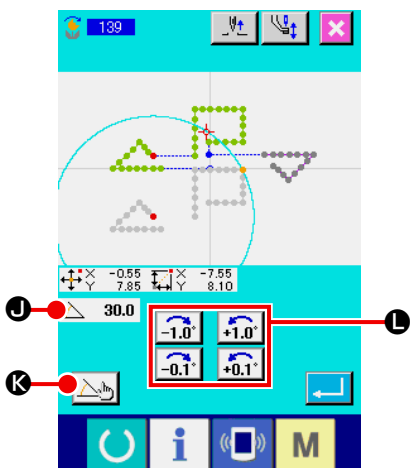 139
X -0.55 X -7.55
Y 7.85 Y 8.10
J 30.0
L
-1.0° +1.0°
-0.1° +0.1°
K
i M